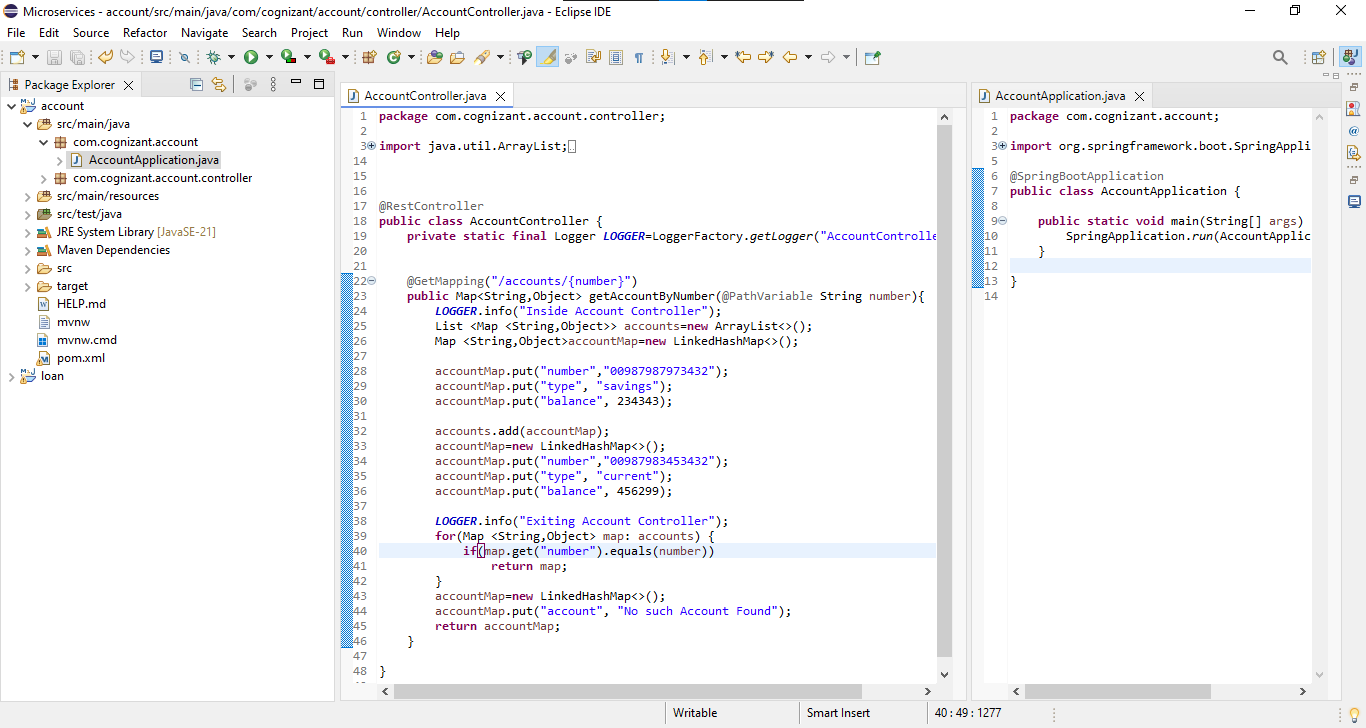 Microservices - account/src/main/java/com/cognizant/account/controller/AccountController.java - Eclipse IDE
File Edit Source Refactor Navigate Search Project Run Window Help
Package Explorer
account
src/main/java
com.cognizant.account
AccountApplication.java
com.cognizant.account.controller
src/main/resources
src/test/java
JRE System Library [JavaSE-21]
Maven Dependencies
src
target
HELP.md
mvnw
mvnw.cmd
pom.xml
loan
AccountController.java
1 package com.cognizant.account.controller;
2
3 import java.util.ArrayList;
14
15
16
17 @RestController
18 public class AccountController {
19 private static final Logger LOGGER=LoggerFactory.getLogger("AccountControlle
20
21
22 @GetMapping("/accounts/{number}")
23 public Map<String,Object> getAccountByNumber(@PathVariable String number){
24 LOGGER.info("Inside Account Controller");
25 List <Map <String,Object>> accounts=new ArrayList<>();
26 Map <String,Object>accountMap=new LinkedHashMap<>();
27
28 accountMap.put("number","00987987973432");
29 accountMap.put("type", "savings");
30 accountMap.put("balance", 234343);
31
32 accounts.add(accountMap);
33 accountMap=new LinkedHashMap<>();
34 accountMap.put("number","00987983453432");
35 accountMap.put("type", "current");
36 accountMap.put("balance", 456299);
37
38 LOGGER.info("Exiting Account Controller");
39 for(Map <String,Object> map: accounts) {
40 if(map.get("number").equals(number))
41 return map;
42 }
43 accountMap=new LinkedHashMap<>();
44 accountMap.put("account", "No such Account Found");
45 return accountMap;
46 }
47
48 }
AccountApplication.java
1 package com.cognizant.account;
2
3 import org.springframework.boot.SpringAppli
5
6 @SpringBootApplication
7 public class AccountApplication {
8
9 public static void main(String[] args)
10 SpringApplication.run(AccountApplic
11 }
12
13 }
14
Writable
Smart Insert
40 : 49 : 1277